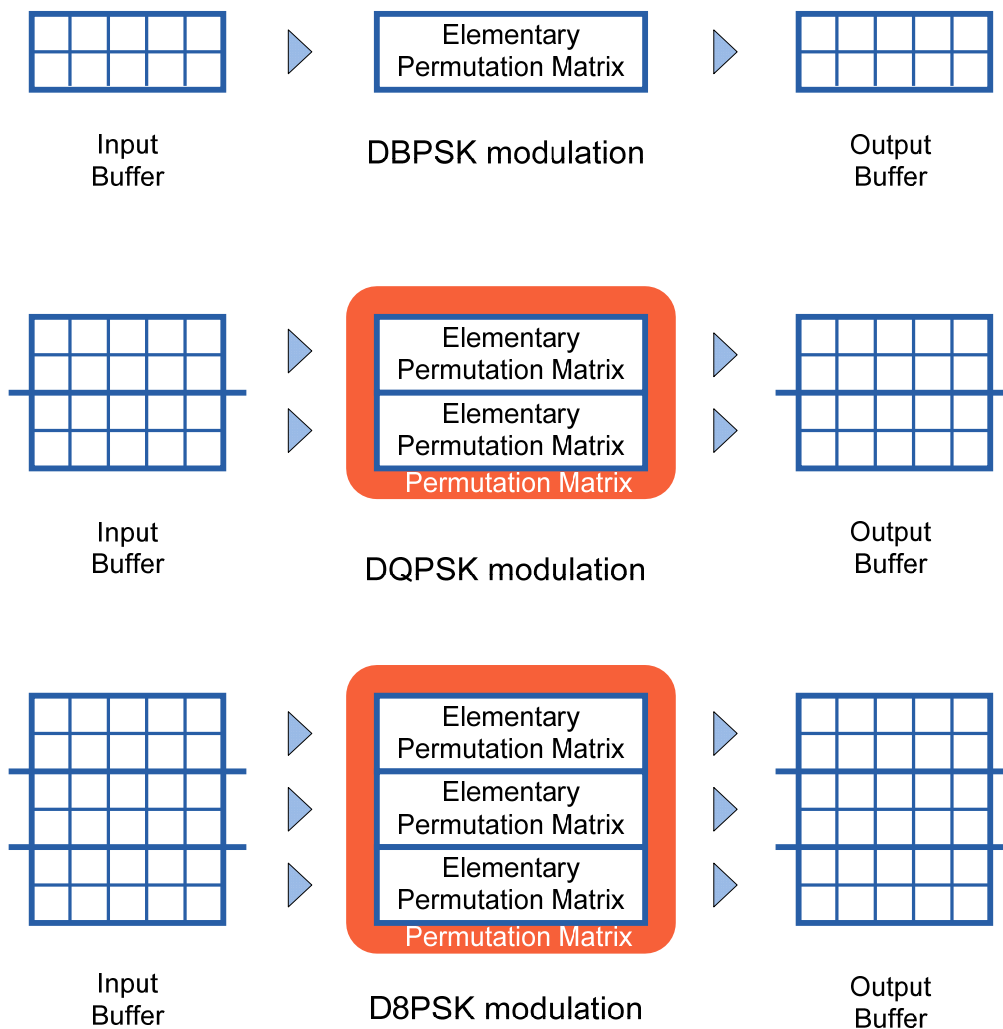 Elementary
Permutation Matrix
Input
Buffer
DBPSK modulation
Output
Buffer
Elementary
Permutation Matrix
Elementary
Permutation Matrix
Permutation Matrix
Input
Buffer
DQPSK modulation
Output
Buffer
Elementary
Permutation Matrix
Elementary
Permutation Matrix
Elementary
Permutation Matrix
Permutation Matrix
Input
Buffer
D8PSK modulation
Output
Buffer